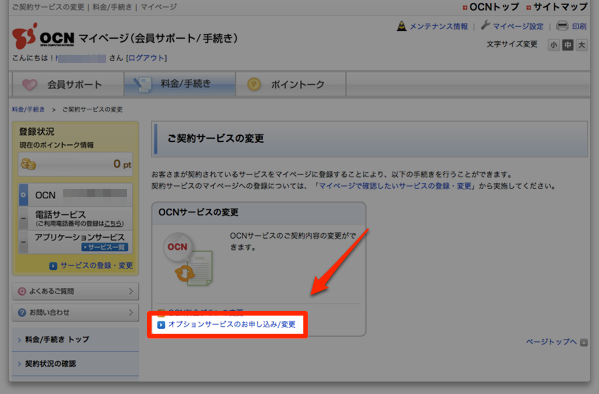 ご契約サービスの変更 | 料金/手続き | マイページ
OCNトップ サイトマップ
メンテナンス情報 マイページ設定 印刷
OCN マイページ(会員サポート/手続き)
文字サイズ変更 小 中 大
こんにちは! さん [ログアウト]
会員サポート 料金/手続き ポイントーク
料金/手続き > ご契約サービスの変更
登録状況
現在のポイントーク情報
0 pt
OCN
電話サービス
(ご利用電話番号の登録はこちら)
アプリケーションサービス
サービス一覧
サービスの登録・変更
よくあるご質問
お問い合わせ
料金/手続き トップ
契約状況の確認
ご契約サービスの変更
お客さまが契約されているサービスをマイページに登録することにより、以下の手続きを行うことができます。
契約サービスのマイページへの登録については、「マイページで確認したいサービスの登録・変更」から実施してください。
OCNサービスの変更
OCN
OCNサービスのご契約内容の変更がで
きます。
オプションサービスのお申し込み/変更
ページトップへ